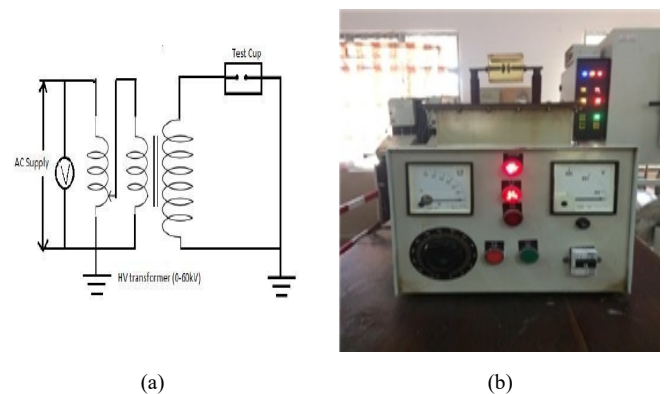 Test Cup
AC Supply
V
HV transformer (0-60kV)
(a)
(b)